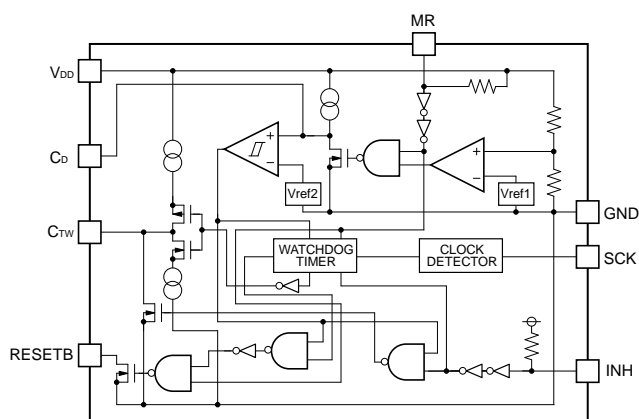 MR
VDD
CD
+
−
+
−
Vref2
Vref1
GND
CTW
WATCHDOG
TIMER
CLOCK
DETECTOR
SCK
RESETB
INH